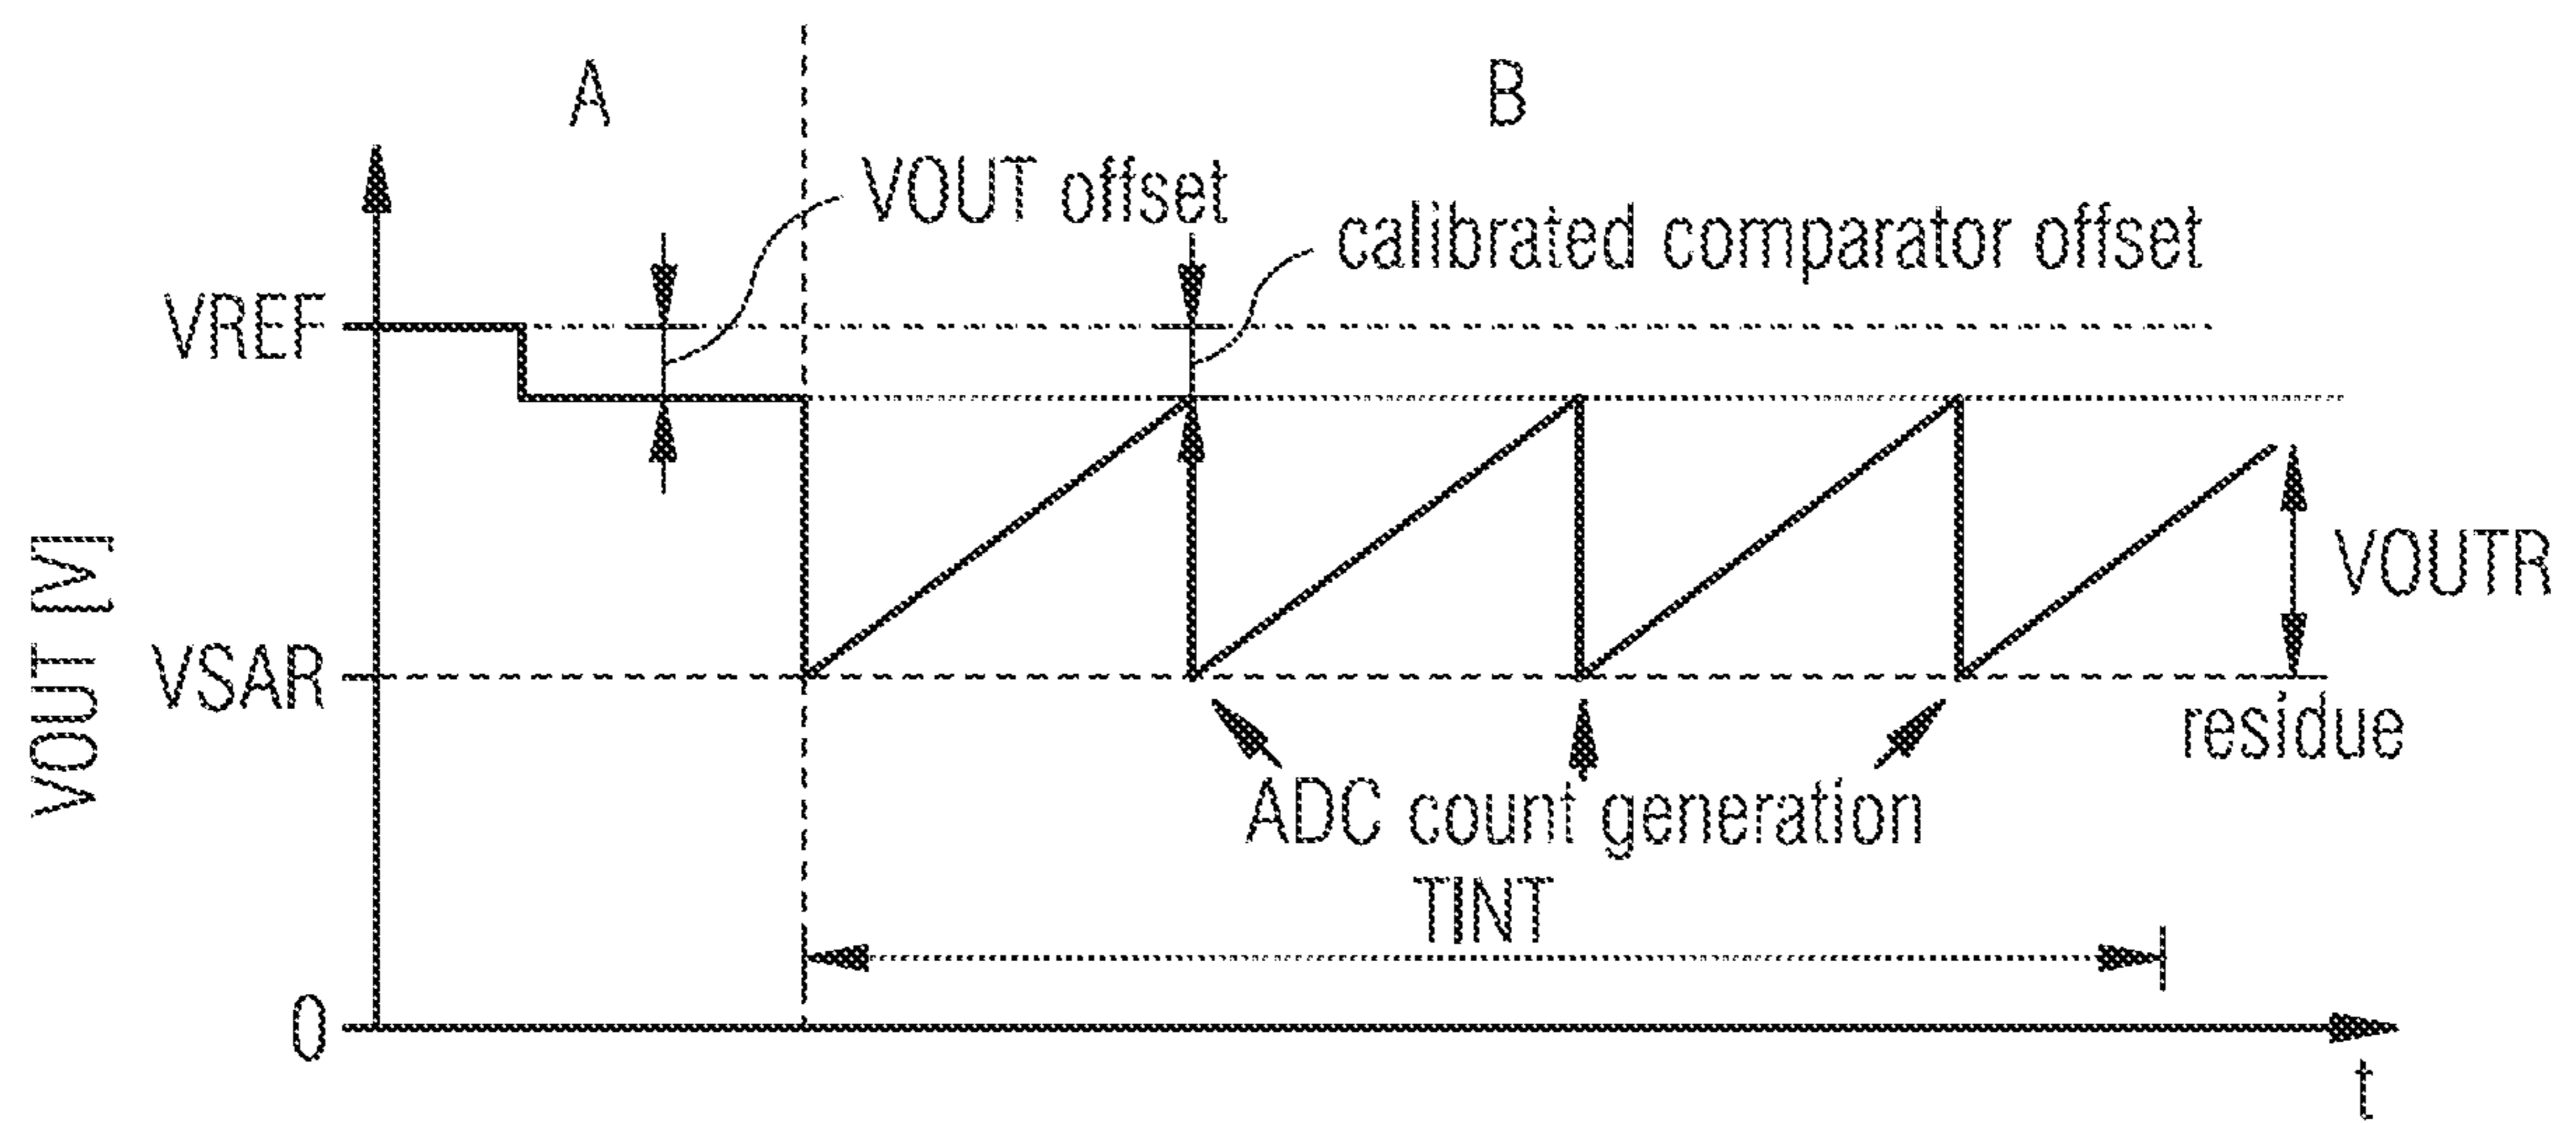 A
B
VOUT offset
calibrated comparator offset
VREF
VOUT [V]
VSAR
VOUTR
residue
ADC count generation
TINT
0
t